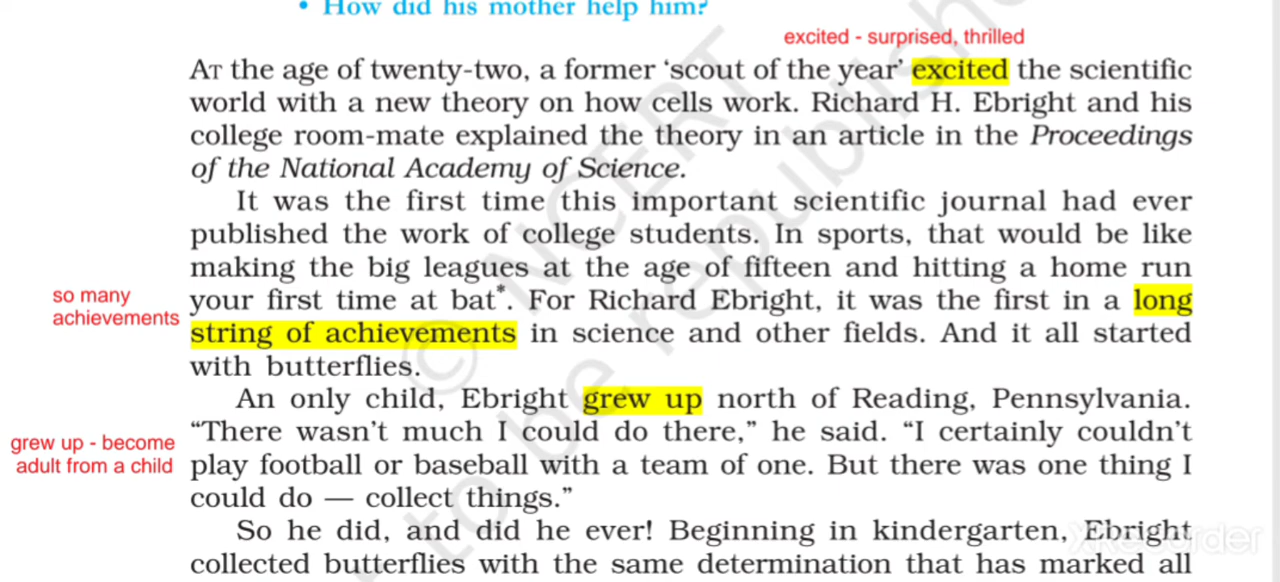 • How did his mother help him?
excited - surprised, thrilled
AT the age of twenty-two, a former ‘scout of the year’ excited the scientific
world with a new theory on how cells work. Richard H. Ebright and his
college room-mate explained the theory in an article in the Proceedings
of the National Academy of Science.
It was the first time this important scientific journal had ever
published the work of college students. In sports, that would be like
making the big leagues at the age of fifteen and hitting a home run
so many
achievements
your first time at bat*. For Richard Ebright, it was the first in a long
string of achievements in science and other fields. And it all started
with butterflies.
An only child, Ebright grew up north of Reading, Pennsylvania.
grew up - become
adult from a child
“There wasn’t much I could do there,” he said. “I certainly couldn’t
play football or baseball with a team of one. But there was one thing I
could do — collect things.”
So he did, and did he ever! Beginning in kindergarten, Ebright
collected butterflies with the same determination that has marked all
© NCERT
to be republished
XRecorder